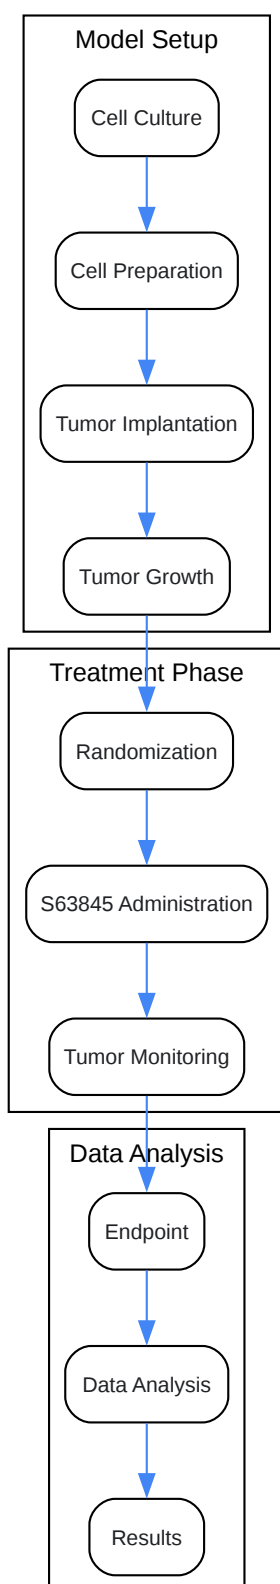 Model Setup
Cell Culture
Cell Preparation
Tumor Implantation
Tumor Growth
Treatment Phase
Randomization
S63845 Administration
Tumor Monitoring
Data Analysis
Endpoint
Data Analysis
Results